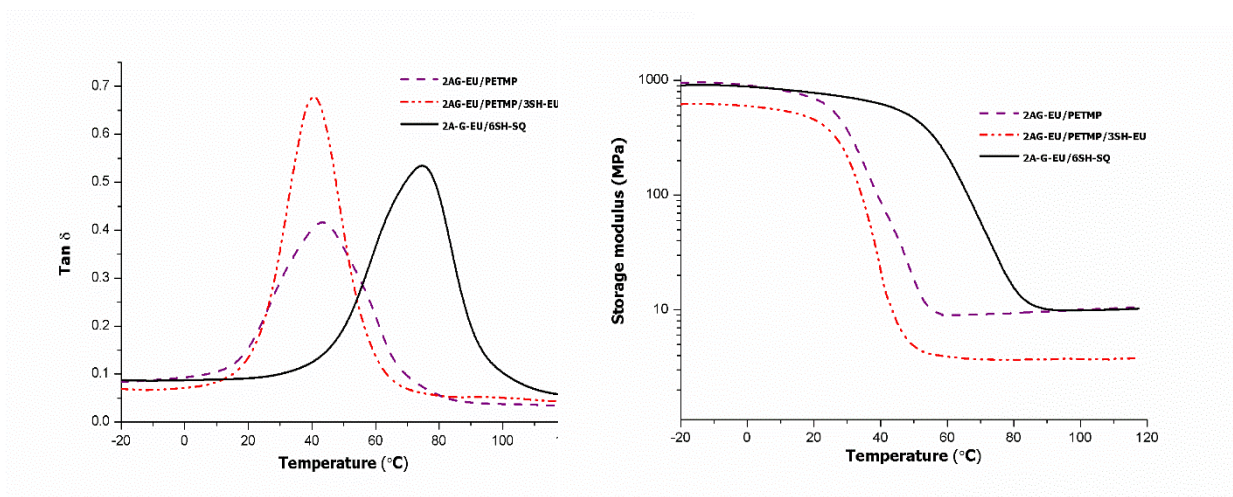 0.7
0.6
0.5
0.4
0.3
0.2
0.1
0.0
Tan δ
-20 0 20 40 60 80 100
Temperature (°C)
2AG-EU/PETMP
2AG-EU/PETMP/3SH-EU
2A-G-EU/6SH-SQ
1000
100
10
Storage modulus (MPa)
-20 0 20 40 60 80 100 120
Temperature (°C)
2AG-EU/PETMP
2AG-EU/PETMP/3SH-EU
2A-G-EU/6SH-SQ